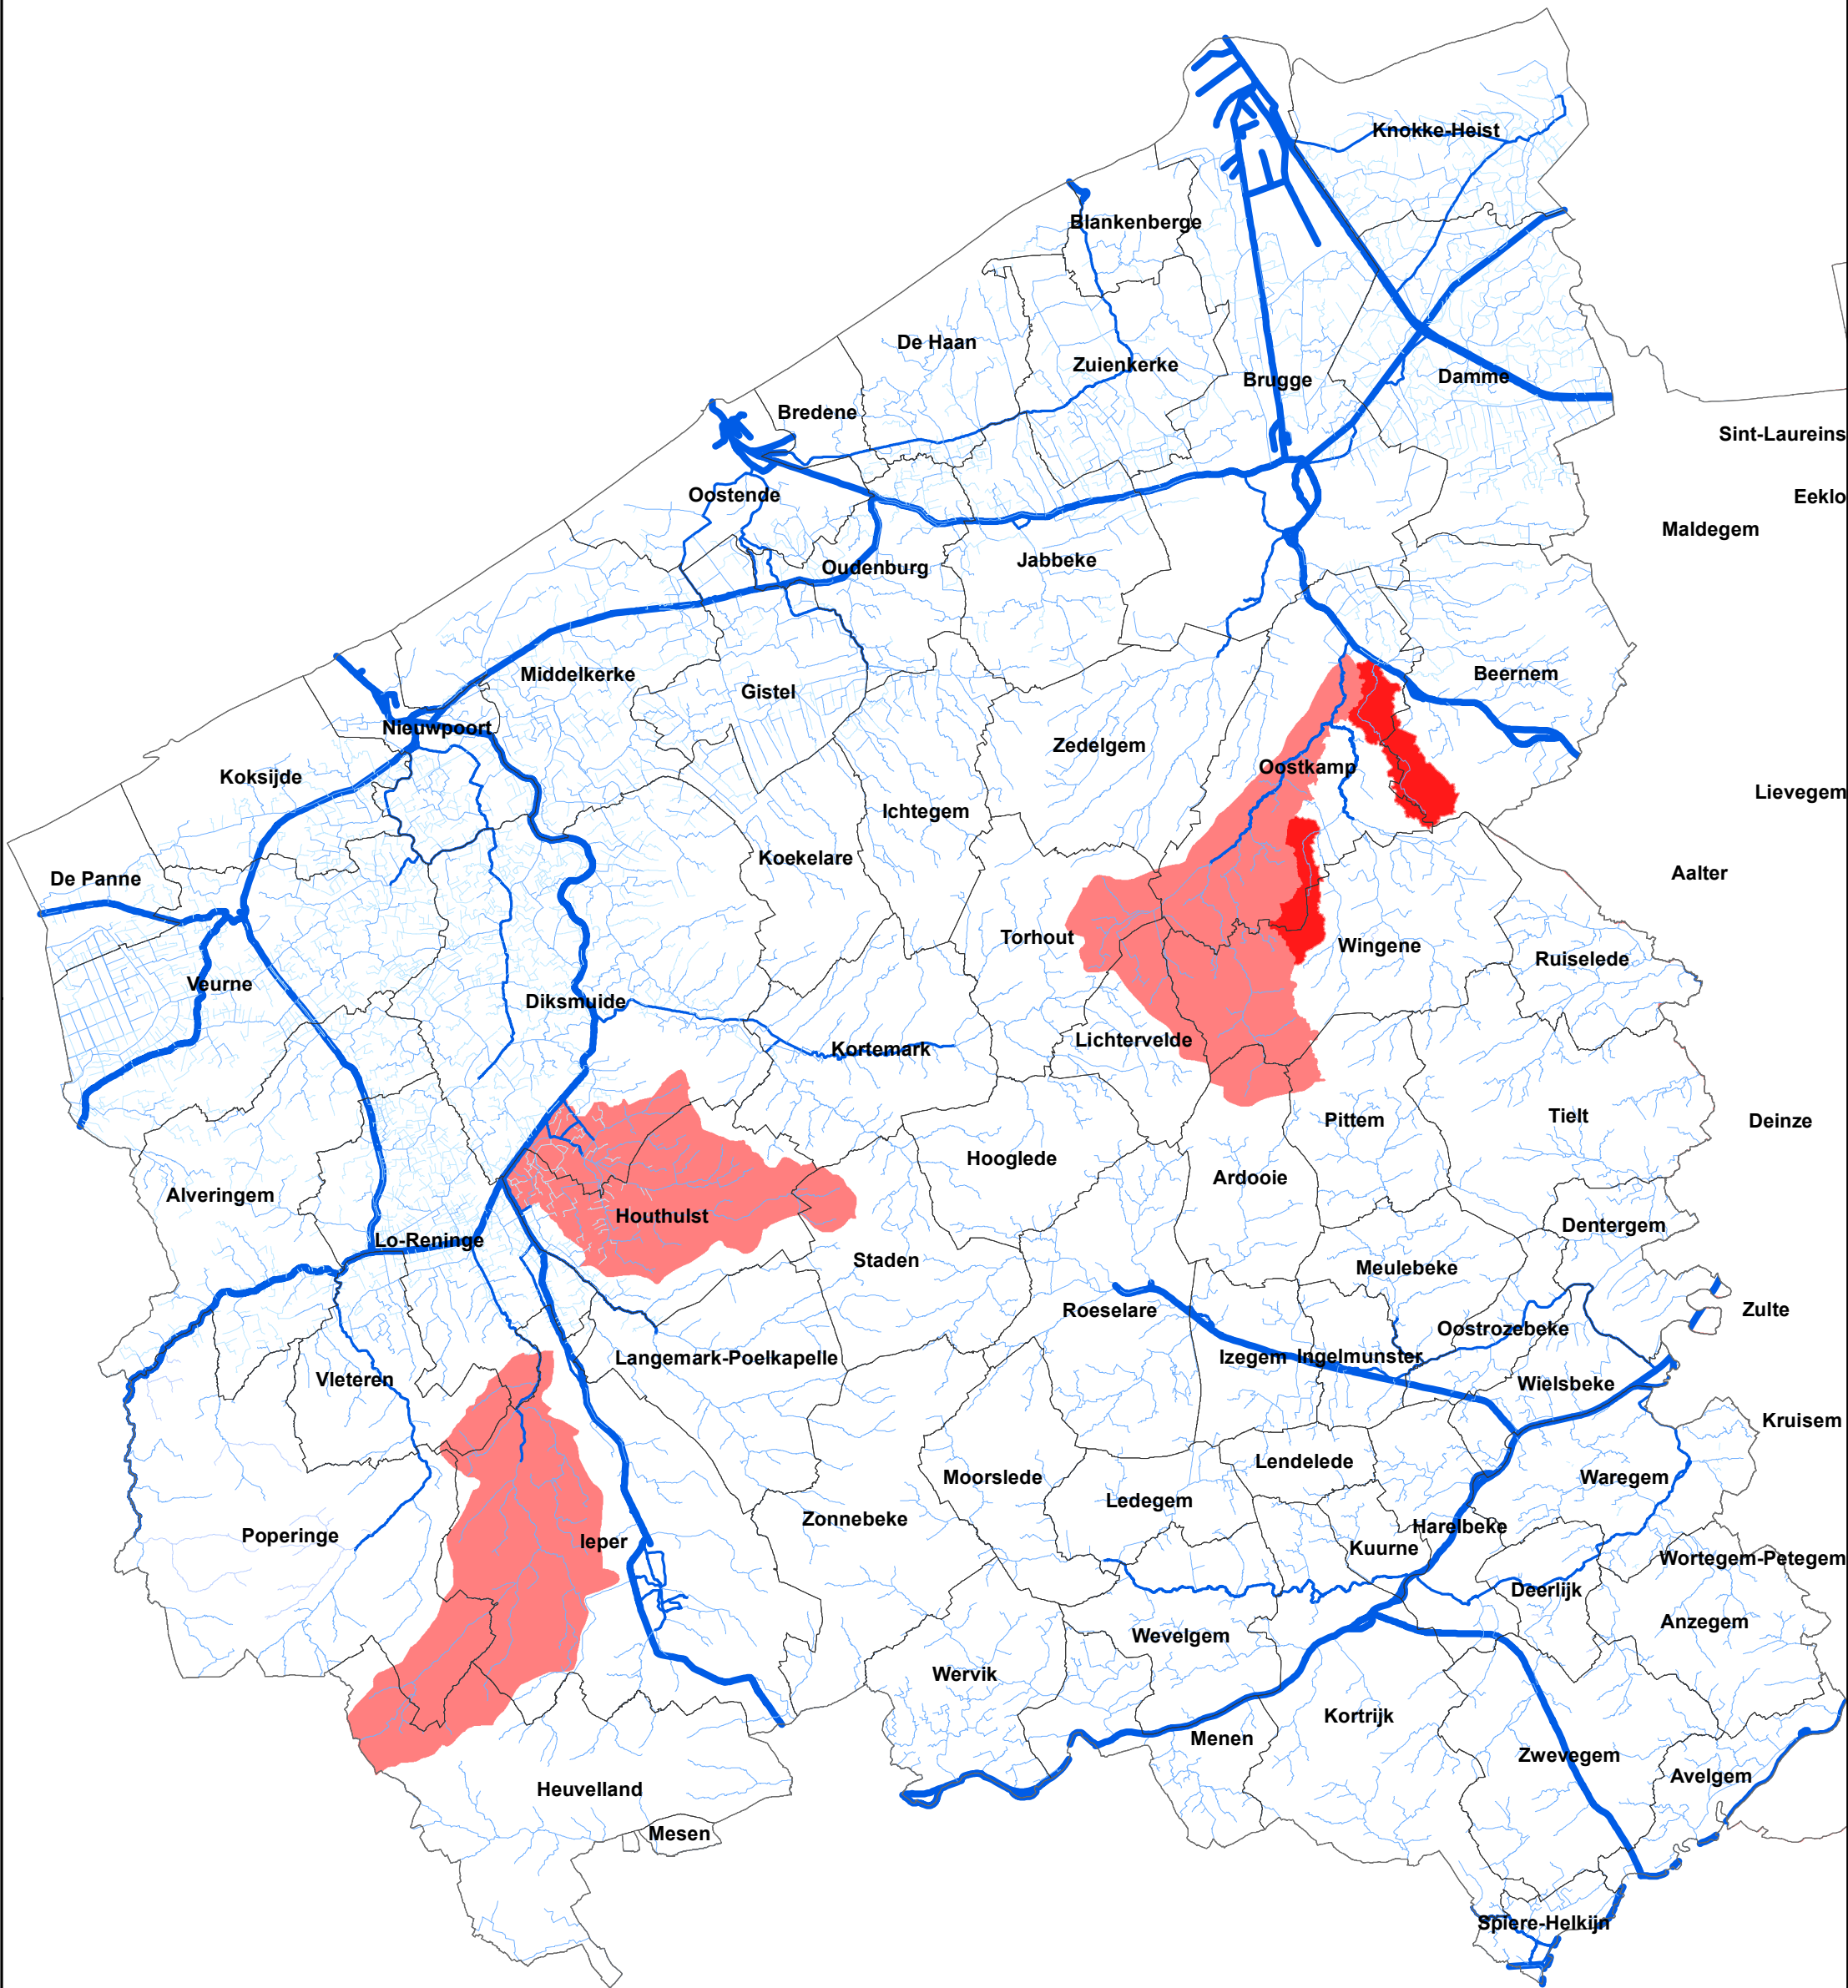 Knokke-Heist
Blankenberge
De Haan
Zuienkerke
Brugge
Damme
Bredene
Sint-Laureins
Oostende
Eeklo
Maldegem
Oudenburg
Jabbeke
Middelkerke
Gistel
Beernem
Nieuwpoort
Zedelgem
Koksijde
Oostkamp
Lievegem
Ichtegem
Koekelare
De Panne
Aalter
Torhout
Wingene
Ruiselede
Veurne
Diksmuide
Kortemark
Lichtervelde
Pittem
Tielt
Deinze
Hooglede
Ardooie
Alveringem
Houthulst
Dentergem
Lo-Reninge
Staden
Meulebeke
Roeselare
Zulte
Oostrozebeke
Langemark-Poelkapelle
Izegem
Ingelmunster
Vleteren
Wielsbeke
Kruisem
Lendelede
Moorslede
Waregem
Ledegem
Zonnebeke
Harelbeke
Poperinge
Ieper
Kuurne
Wortegem-Petegem
Deerlijk
Anzegem
Wevelgem
Wervik
Kortrijk
Menen
Zwevegem
Avelgem
Heuvelland
Mesen
Spiere-Helkijn